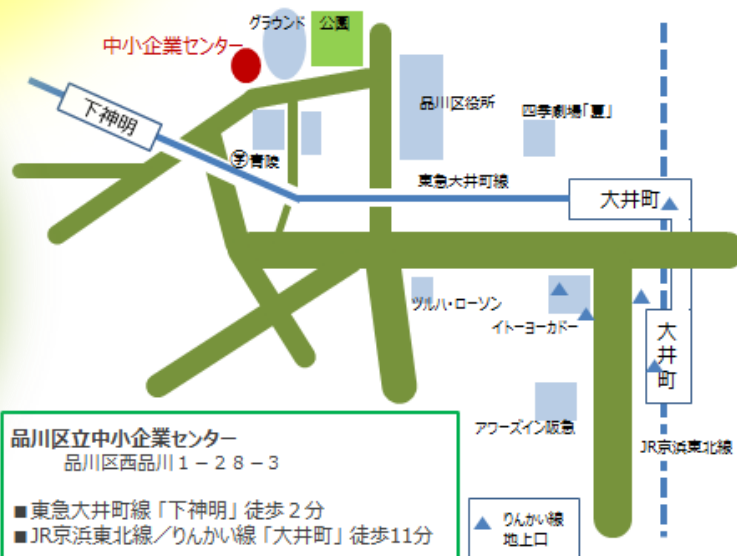 グラウンド
公園
中小企業センター
品川区役所
四季劇場「夏」
下神明
㊫青陵
東急大井町線
大井町
ツルハ・ローソン
イトーヨーカドー
大井町
アワーズイン阪急
JR京浜東北線
品川区立中小企業センター
品川区西品川１－２８－３
■東急大井町線「下神明」徒歩２分
■JR京浜東北線／りんかい線「大井町」徒歩11分
りんかい線
地上口